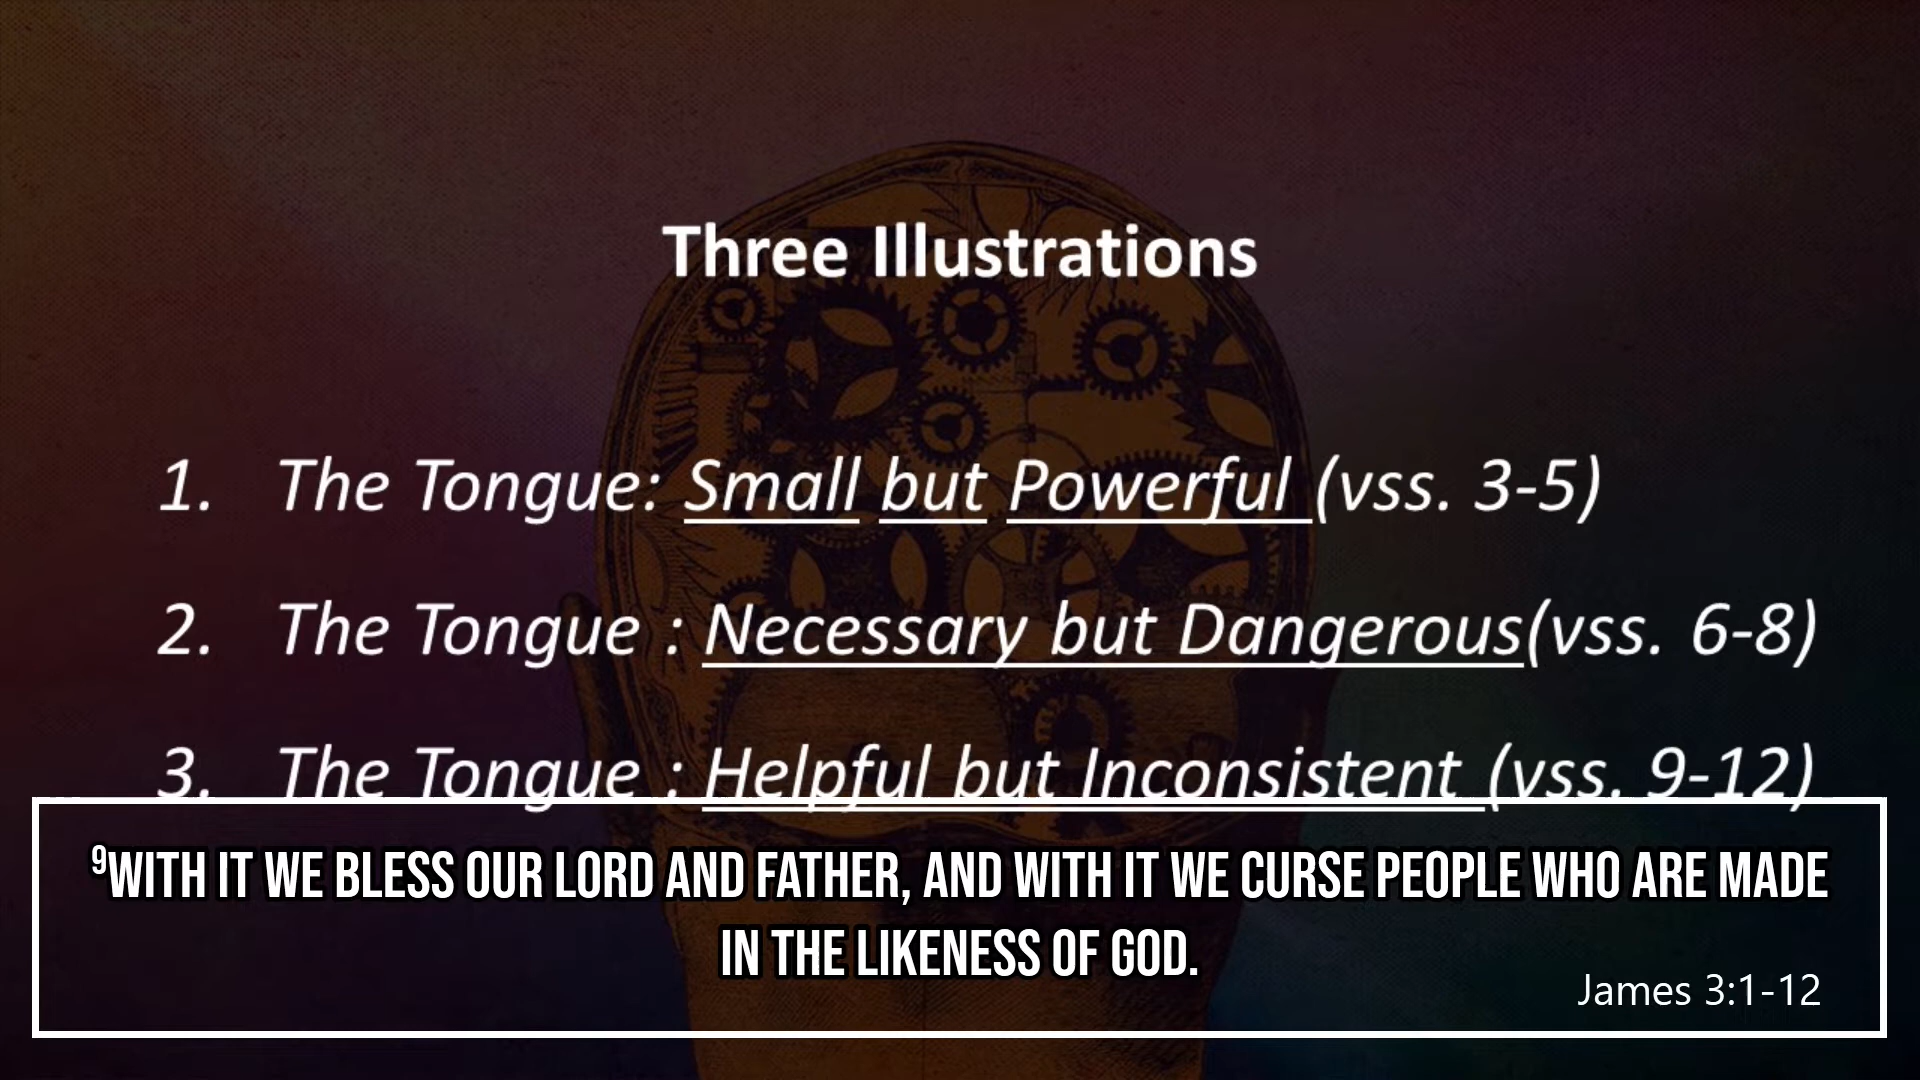 Three Illustrations
1. The Tongue: Small but Powerful (vss. 3-5)
2. The Tongue : Necessary but Dangerous(vss. 6-8)
3. The Tongue : Helpful but Inconsistent (vss. 9-12)
⁹WITH IT WE BLESS OUR LORD AND FATHER, AND WITH IT WE CURSE PEOPLE WHO ARE MADE
IN THE LIKENESS OF GOD.
James 3:1-12